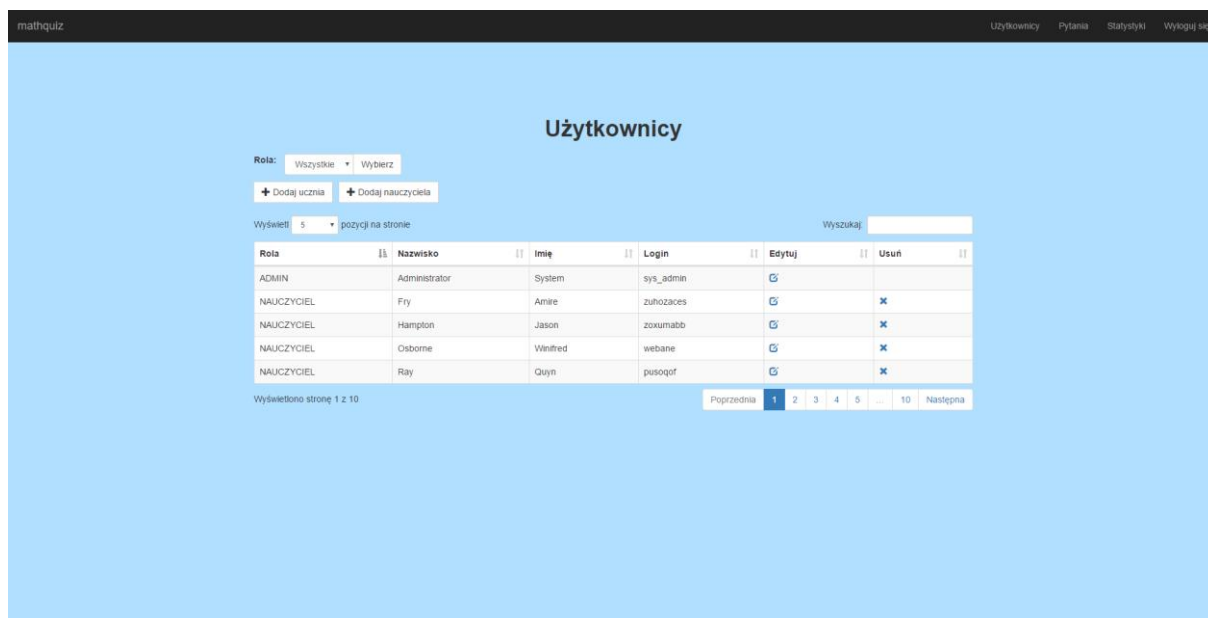 mathquiz Użytkownicy Pytania Statystyki Wyloguj się
Użytkownicy
Rola: Wszystkie Wybierz
Dodaj ucznia Dodaj nauczyciela
Wyświetl 5 pozycji na stronie Wyszukaj:
Rola Nazwisko Imię Login Edytuj Usuń
ADMIN Administrator System sys_admin
NAUCZYCIEL Fry Amire zuhozaces
NAUCZYCIEL Hampton Jason zoxumabb
NAUCZYCIEL Osborne Winifred webane
NAUCZYCIEL Ray Quyn pusoqof
Wyświetlono stronę 1 z 10 Poprzednia 1 2 3 4 5 ... 10 Następna